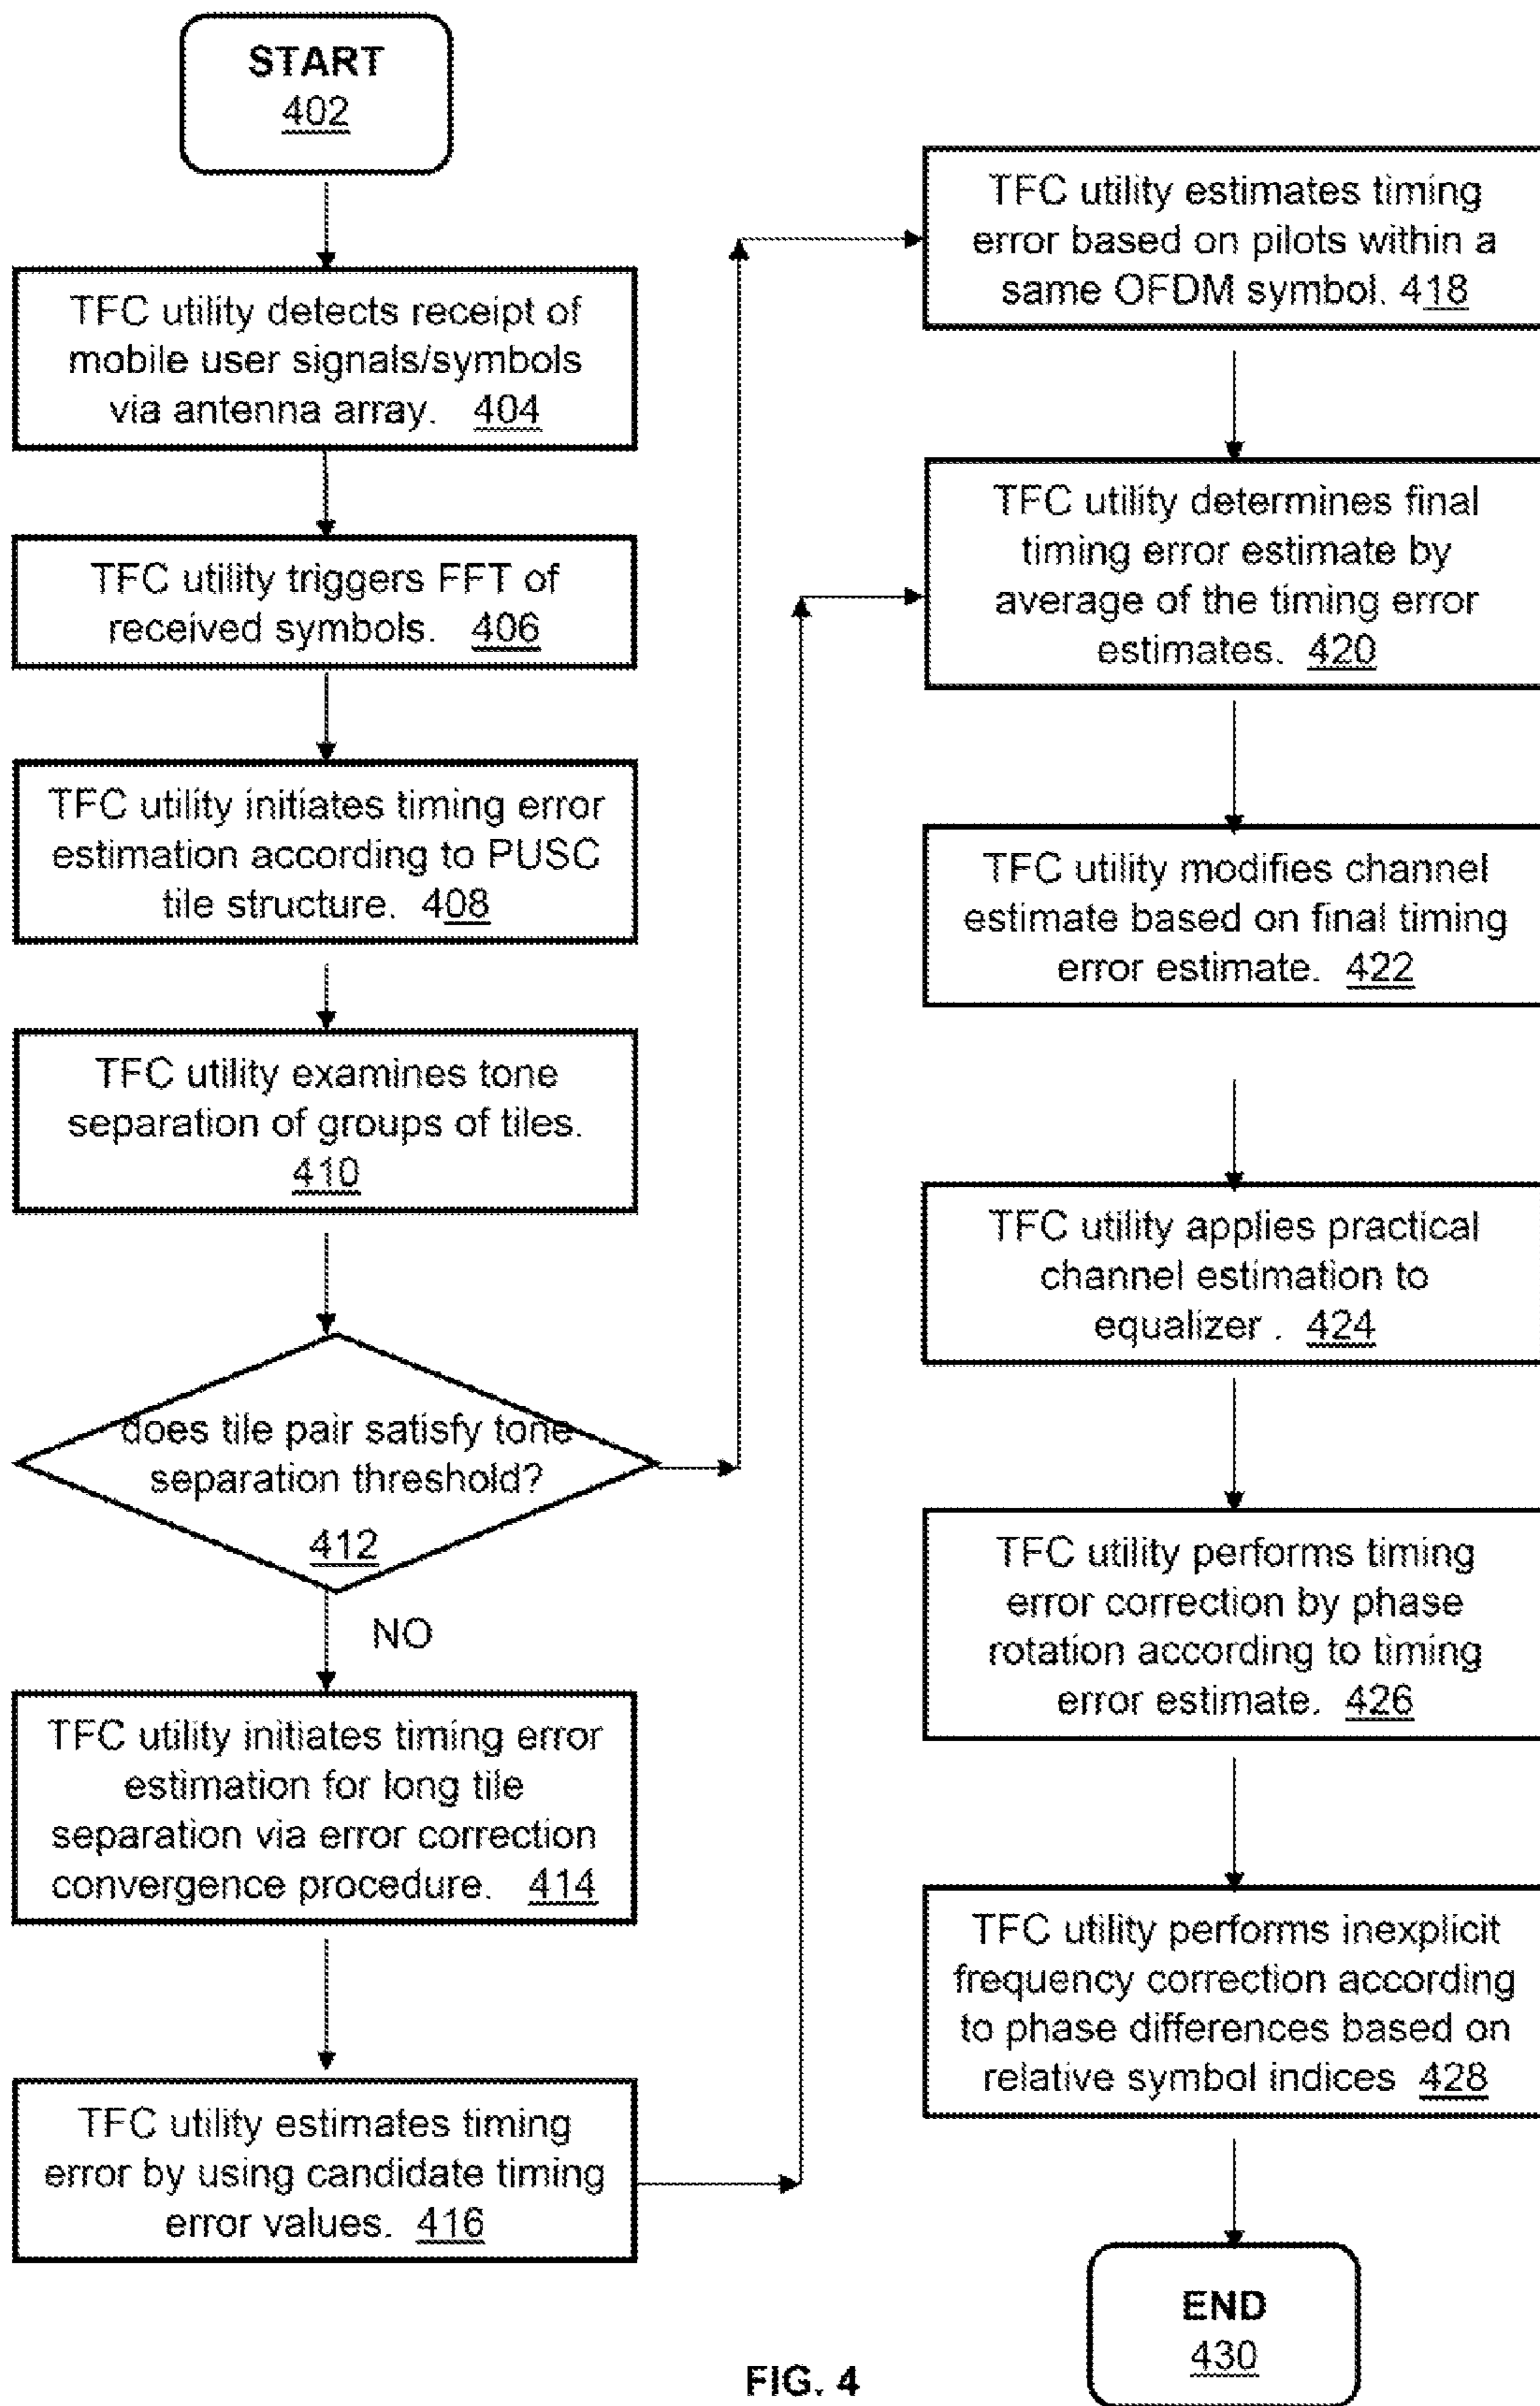 START
402
TFC utility detects receipt of
mobile user signals/symbols
via antenna array. 404
TFC utility triggers FFT of
received symbols. 406
TFC utility initiates timing error
estimation according to PUSC
tile structure. 408
TFC utility examines tone
separation of groups of tiles.
410
does tile pair satisfy tone
separation threshold?
412
NO
TFC utility initiates timing error
estimation for long tile
separation via error correction
convergence procedure. 414
TFC utility estimates timing
error by using candidate timing
error values. 416
TFC utility estimates timing
error based on pilots within a
same OFDM symbol. 418
TFC utility determines final
timing error estimate by
average of the timing error
estimates. 420
TFC utility modifies channel
estimate based on final timing
error estimate. 422
TFC utility applies practical
channel estimation to
equalizer . 424
TFC utility performs timing
error correction by phase
rotation according to timing
error estimate. 426
TFC utility performs inexplicit
frequency correction according
to phase differences based on
relative symbol indices 428
END
430
FIG. 4